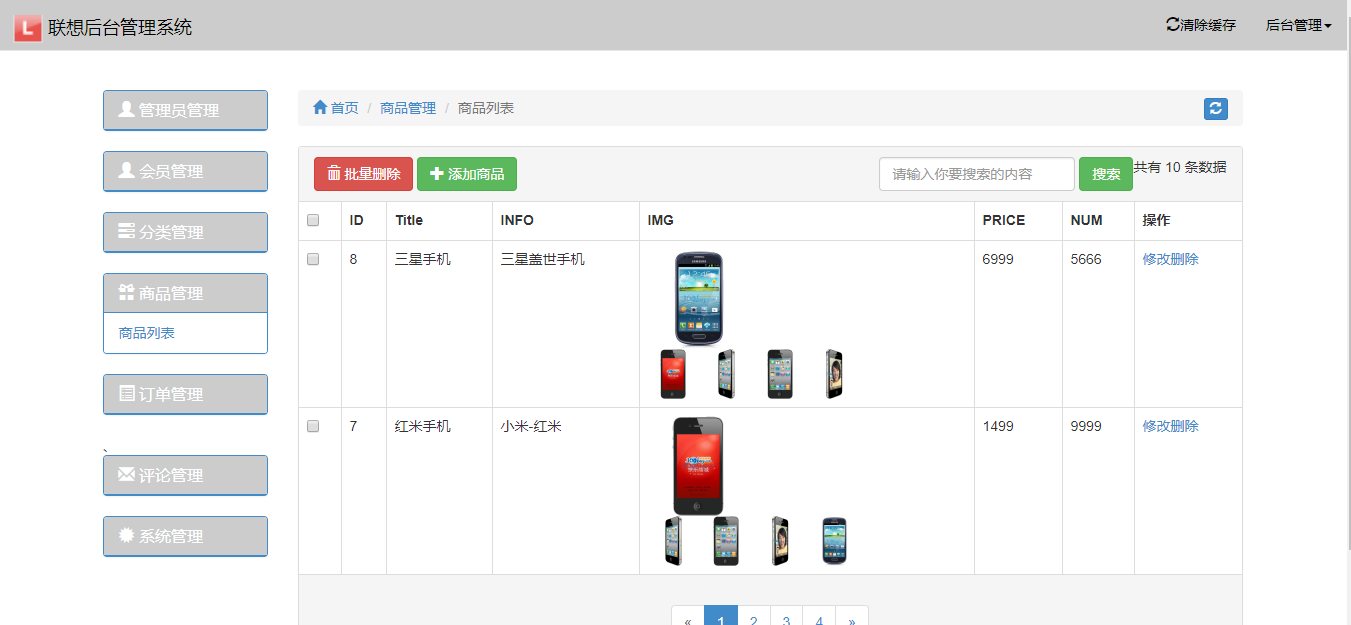 L 联想后台管理系统 清除缓存 后台管理
管理员管理
会员管理
分类管理
商品管理
商品列表
订单管理
、
评论管理
系统管理
首页 / 商品管理 / 商品列表
批量删除 添加商品 请输入你要搜索的内容 搜索 共有 10 条数据
ID Title INFO IMG PRICE NUM 操作
8 三星手机 三星盖世手机 6999 5666 修改删除
7 红米手机 小米-红米 1499 9999 修改删除
« 1 2 3 4 »